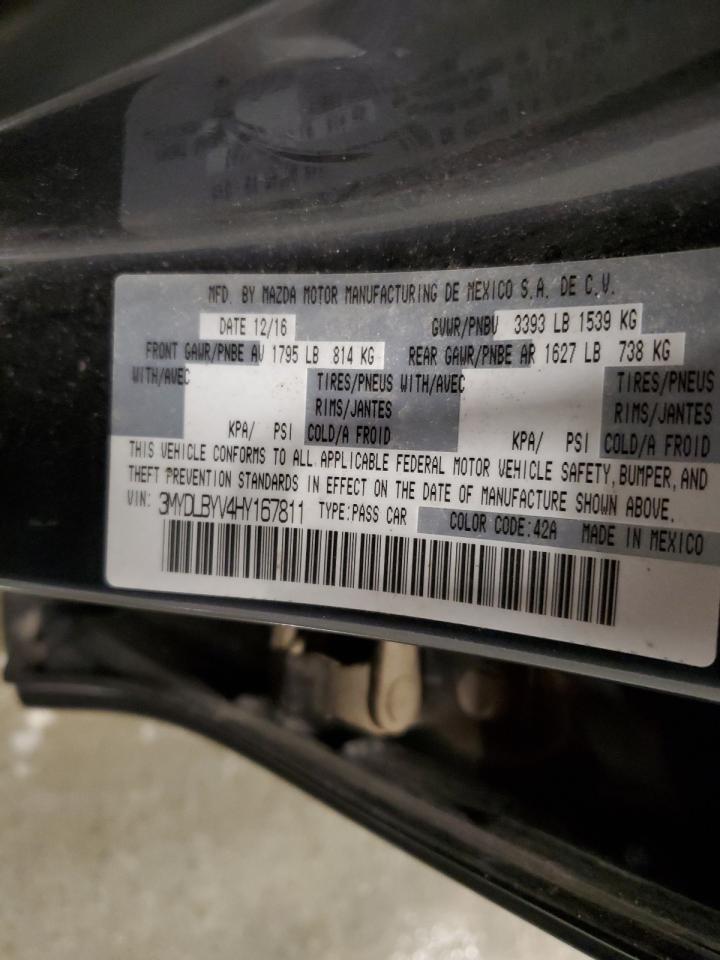 MFD. BY MAZDA MOTOR MANUFACTURING DE MEXICO S.A. DE C.V.
DATE 12/16 GVWR/PNBV 3393 LB 1539 KG
FRONT GAWR/PNBE AV 1795 LB 814 KG REAR GAWR/PNBE AR 1627 LB 738 KG
WITH/AVEC TIRES/PNEUS WITH/AVEC TIRES/PNEUS
RIMS/JANTES RIMS/JANTES
KPA/ PSI COLD/A FROID KPA/ PSI COLD/A FROID
THIS VEHICLE CONFORMS TO ALL APPLICABLE FEDERAL MOTOR VEHICLE SAFETY, BUMPER, AND
THEFT PREVENTION STANDARDS IN EFFECT ON THE DATE OF MANUFACTURE SHOWN ABOVE.
VIN: 3MYDLBYV4HY167811 TYPE:PASS CAR COLOR CODE:42A MADE IN MEXICO